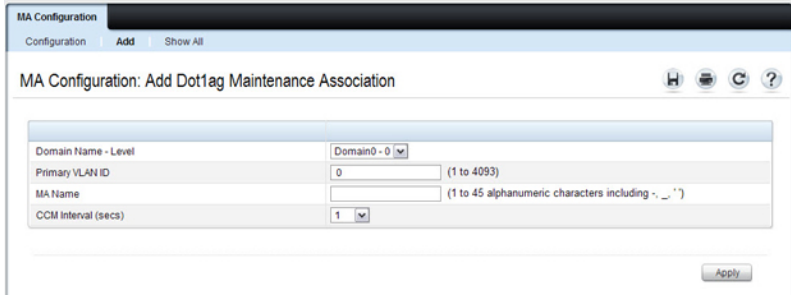 MA Configuration
Configuration Add Show All
MA Configuration: Add Dot1ag Maintenance Association
Domain Name - Level Domain0 - 0
Primary VLAN ID 0 (1 to 4093)
MA Name (1 to 45 alphanumeric characters including -, _, ' ')
CCM Interval (secs) 1
Apply